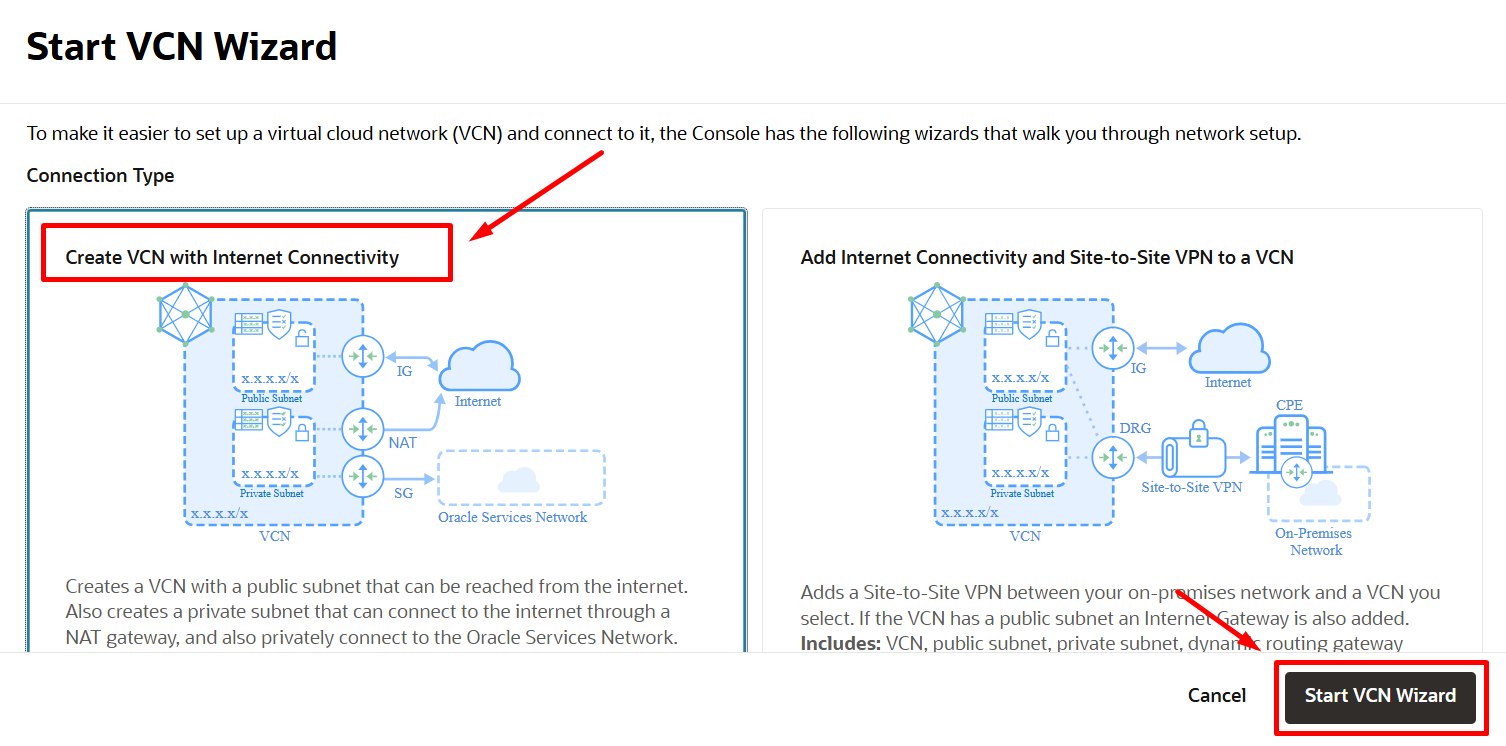 Start VCN Wizard
To make it easier to set up a virtual cloud network (VCN) and connect to it, the Console has the following wizards that walk you through network setup.
Connection Type
Create VCN with Internet Connectivity
x.x.x.x/x
Public Subnet
x.x.x.x/x
Private Subnet
x.x.x.x/x
VCN
IG
Internet
NAT
SG
Oracle Services Network
Creates a VCN with a public subnet that can be reached from the internet.
Also creates a private subnet that can connect to the internet through a
NAT gateway, and also privately connect to the Oracle Services Network.
Add Internet Connectivity and Site-to-Site VPN to a VCN
x.x.x.x/x
Public Subnet
x.x.x.x/x
Private Subnet
x.x.x.x/x
VCN
IG
Internet
DRG
CPE
Site-to-Site VPN
On-Premises
Network
Adds a Site-to-Site VPN between your on-premises network and a VCN you
select. If the VCN has a public subnet an Internet Gateway is also added.
Includes: VCN, public subnet, private subnet, dynamic routing gateway
Cancel
Start VCN Wizard